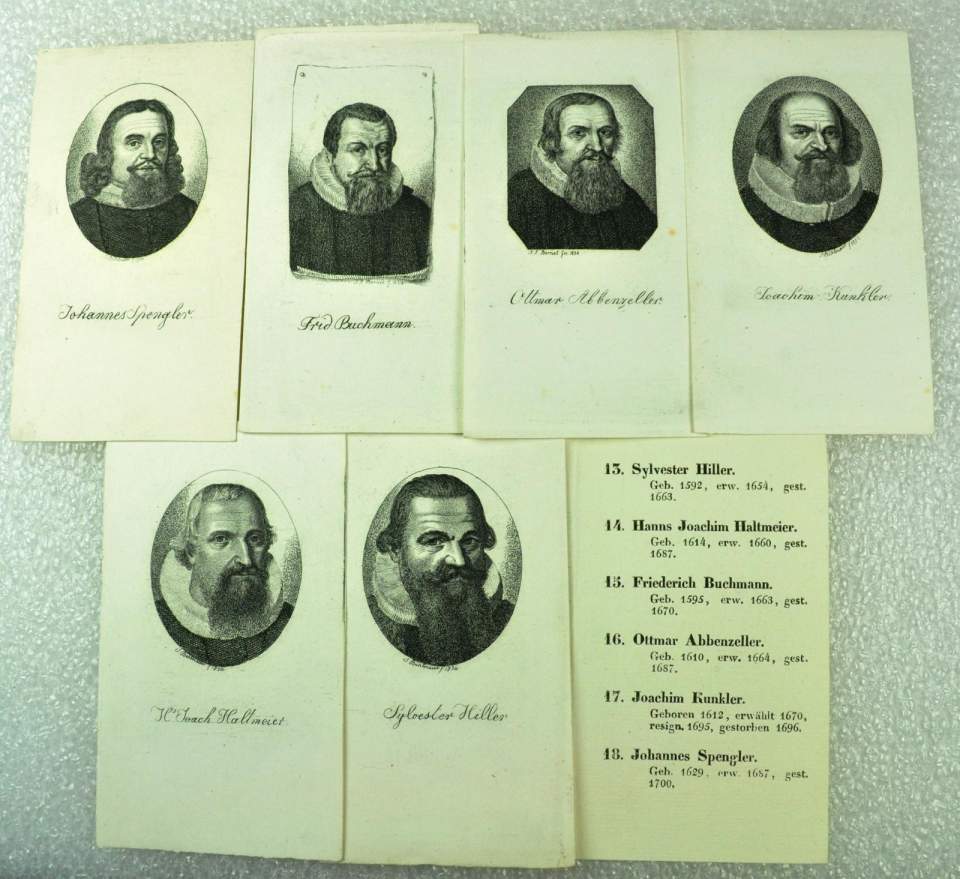 Johannes Spengler.
Frid Buchmann.
Ottmar Abbenzeller.
Joachim Kunkler.
Hs Joach Haltmeier.
Sylvester Hiller
13. Sylvester Hiller.
Geb. 1592, erw. 1654, gest.
1663.
14. Hanns Joachim Haltmeier.
Geb. 1614, erw. 1660, gest.
1687.
15. Friederich Buchmann.
Geb. 1595, erw. 1663, gest.
1670.
16. Ottmar Abbenzeller.
Geb. 1610, erw. 1664, gest.
1687.
17. Joachim Kunkler.
Geboren 1612, erwählt 1670,
resign. 1695, gestorben 1696.
18. Johannes Spengler.
Geb. 1629, erw. 1687, gest.
1700.